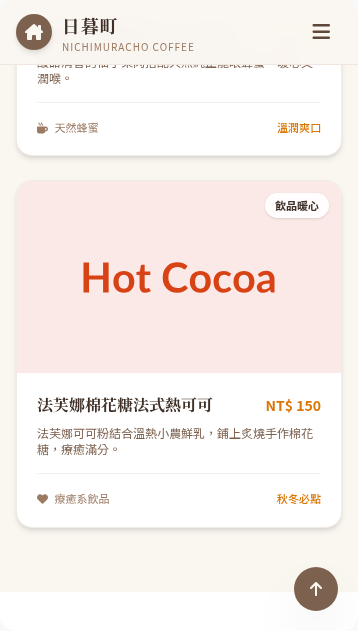 日暮町
NICHIMURACHO COFFEE
潤喉。
天然蜂蜜
溫潤爽口
飲品暖心
Hot Cocoa
法芙娜棉花糖法式熱可可
NT$ 150
法芙娜可可粉結合溫熱小農鮮乳，鋪上炙燒手作棉花
糖，療癒滿分。
療癒系飲品
秋冬必點